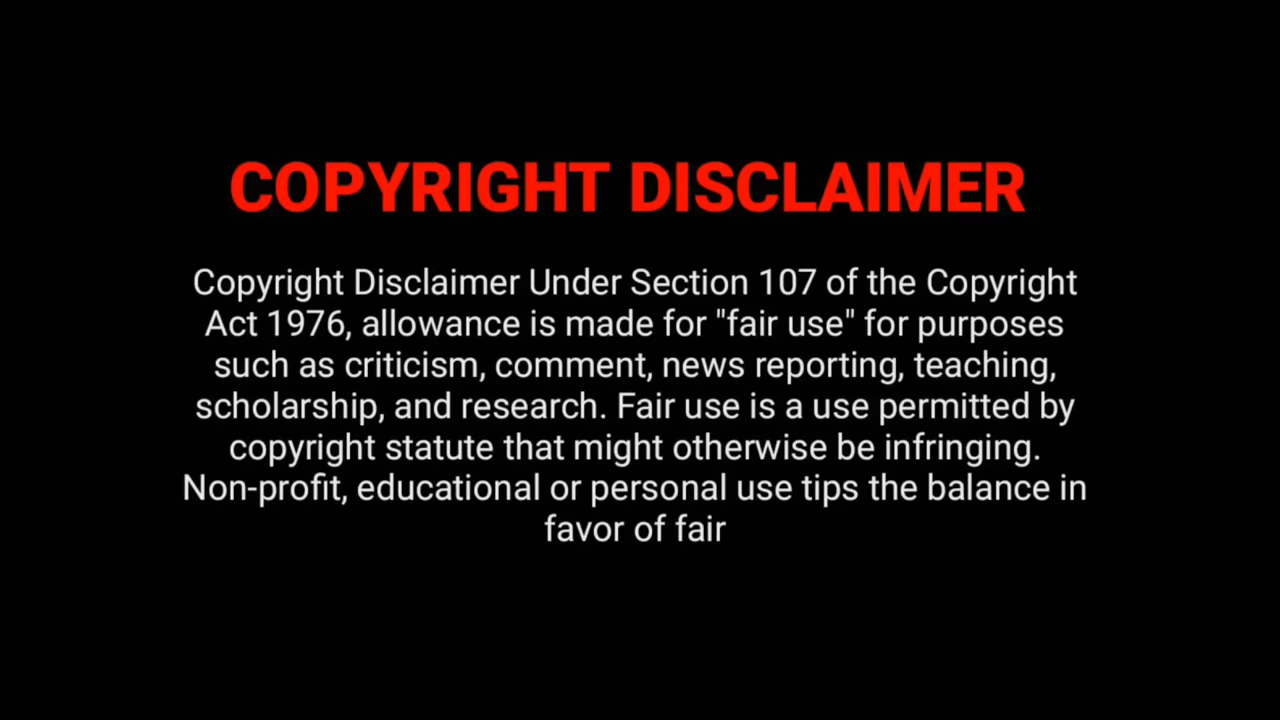 COPYRIGHT DISCLAIMER
Copyright Disclaimer Under Section 107 of the Copyright
Act 1976, allowance is made for "fair use" for purposes
such as criticism, comment, news reporting, teaching,
scholarship, and research. Fair use is a use permitted by
copyright statute that might otherwise be infringing.
Non-profit, educational or personal use tips the balance in
favor of fair